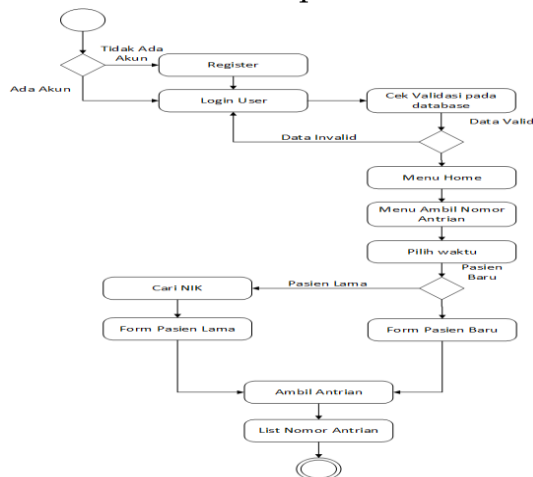 Tidak Ada
Akun
Register
Ada Akun
Login User
Cek Validasi pada
database
Data Valid
Data Invalid
Menu Home
Menu Ambil Nomor
Antrian
Pilih waktu
Pasien
Baru
Pasien Lama
Cari NIK
Form Pasien Lama
Form Pasien Baru
Ambil Antrian
List Nomor Antrian